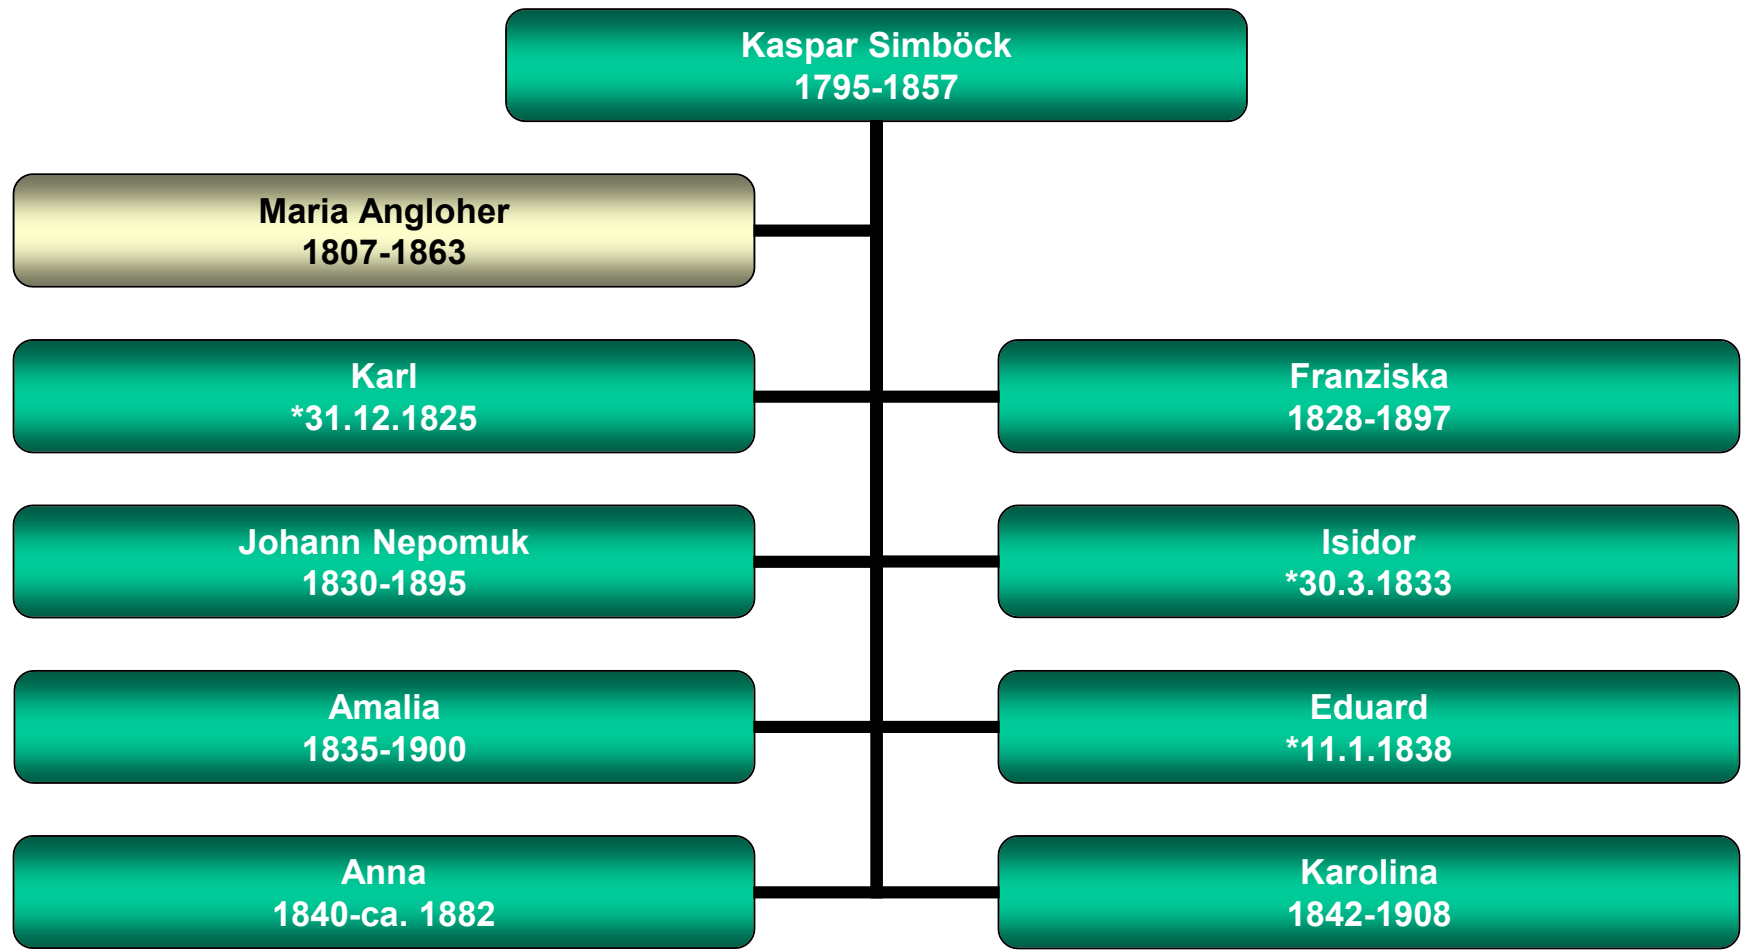 Kaspar Simböck
1795-1857
Maria Angloher
1807-1863
Karl
*31.12.1825
Franziska
1828-1897
Johann Nepomuk
1830-1895
Isidor
*30.3.1833
Amalia
1835-1900
Eduard
*11.1.1838
Anna
1840-ca. 1882
Karolina
1842-1908